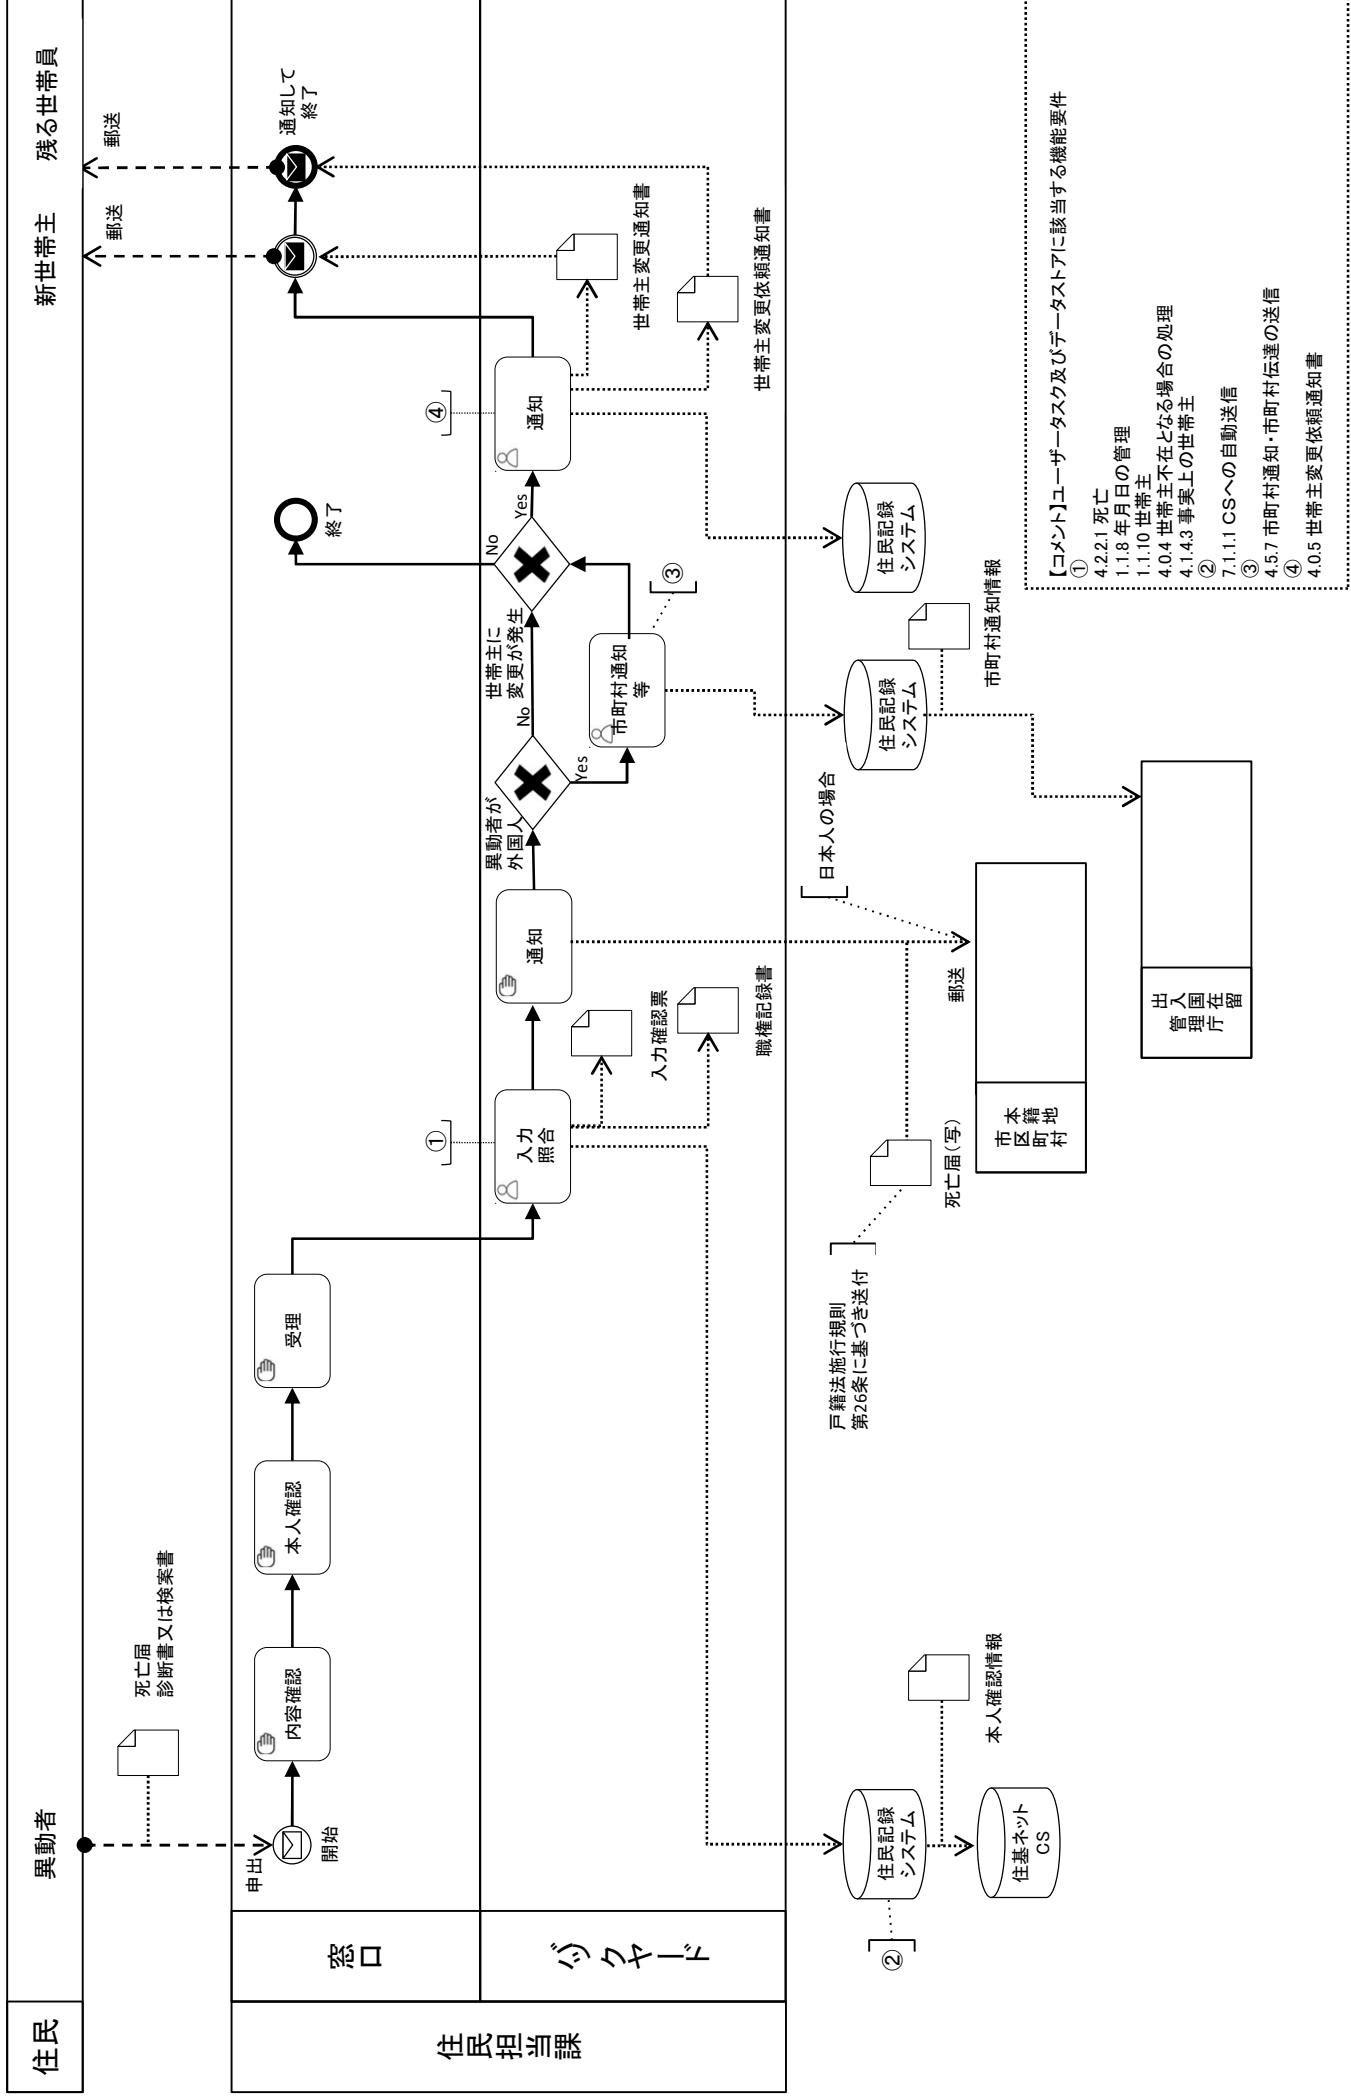 住民
異動者
新世帯主
残る世帯員
死亡届
診断書又は検案書
郵送
郵送
住民担当課
窓口
バックヤード
申出
開始
内容確認
本人確認
受理
終了
通知して
終了
①
入力
照合
入力確認票
職権記録書
通知
異動者が
外国人
Yes
No
市町村通知
等
③
世帯主に
変更が発生
No
Yes
④
通知
世帯主変更通知書
世帯主変更依頼通知書
②
住民記録
システム
住基ネット
CS
本人確認情報
戸籍法施行規則
第26条に基づき送付
死亡届(写)
郵送
日本人の場合
本籍地
市区町村
住民記録
システム
市町村通知情報
住民記録
システム
出入国在留
管理庁
【コメント】ユーザータスク及びデータストアに該当する機能要件
①
4.2.2.1 死亡
1.1.8 年月日の管理
1.1.10 世帯主
4.0.4 世帯主不在となる場合の処理
4.1.4.3 事実上の世帯主
②
7.1.1.1 CSへの自動送信
③
4.5.7 市町村通知・市町村伝達の送信
④
4.0.5 世帯主変更依頼通知書